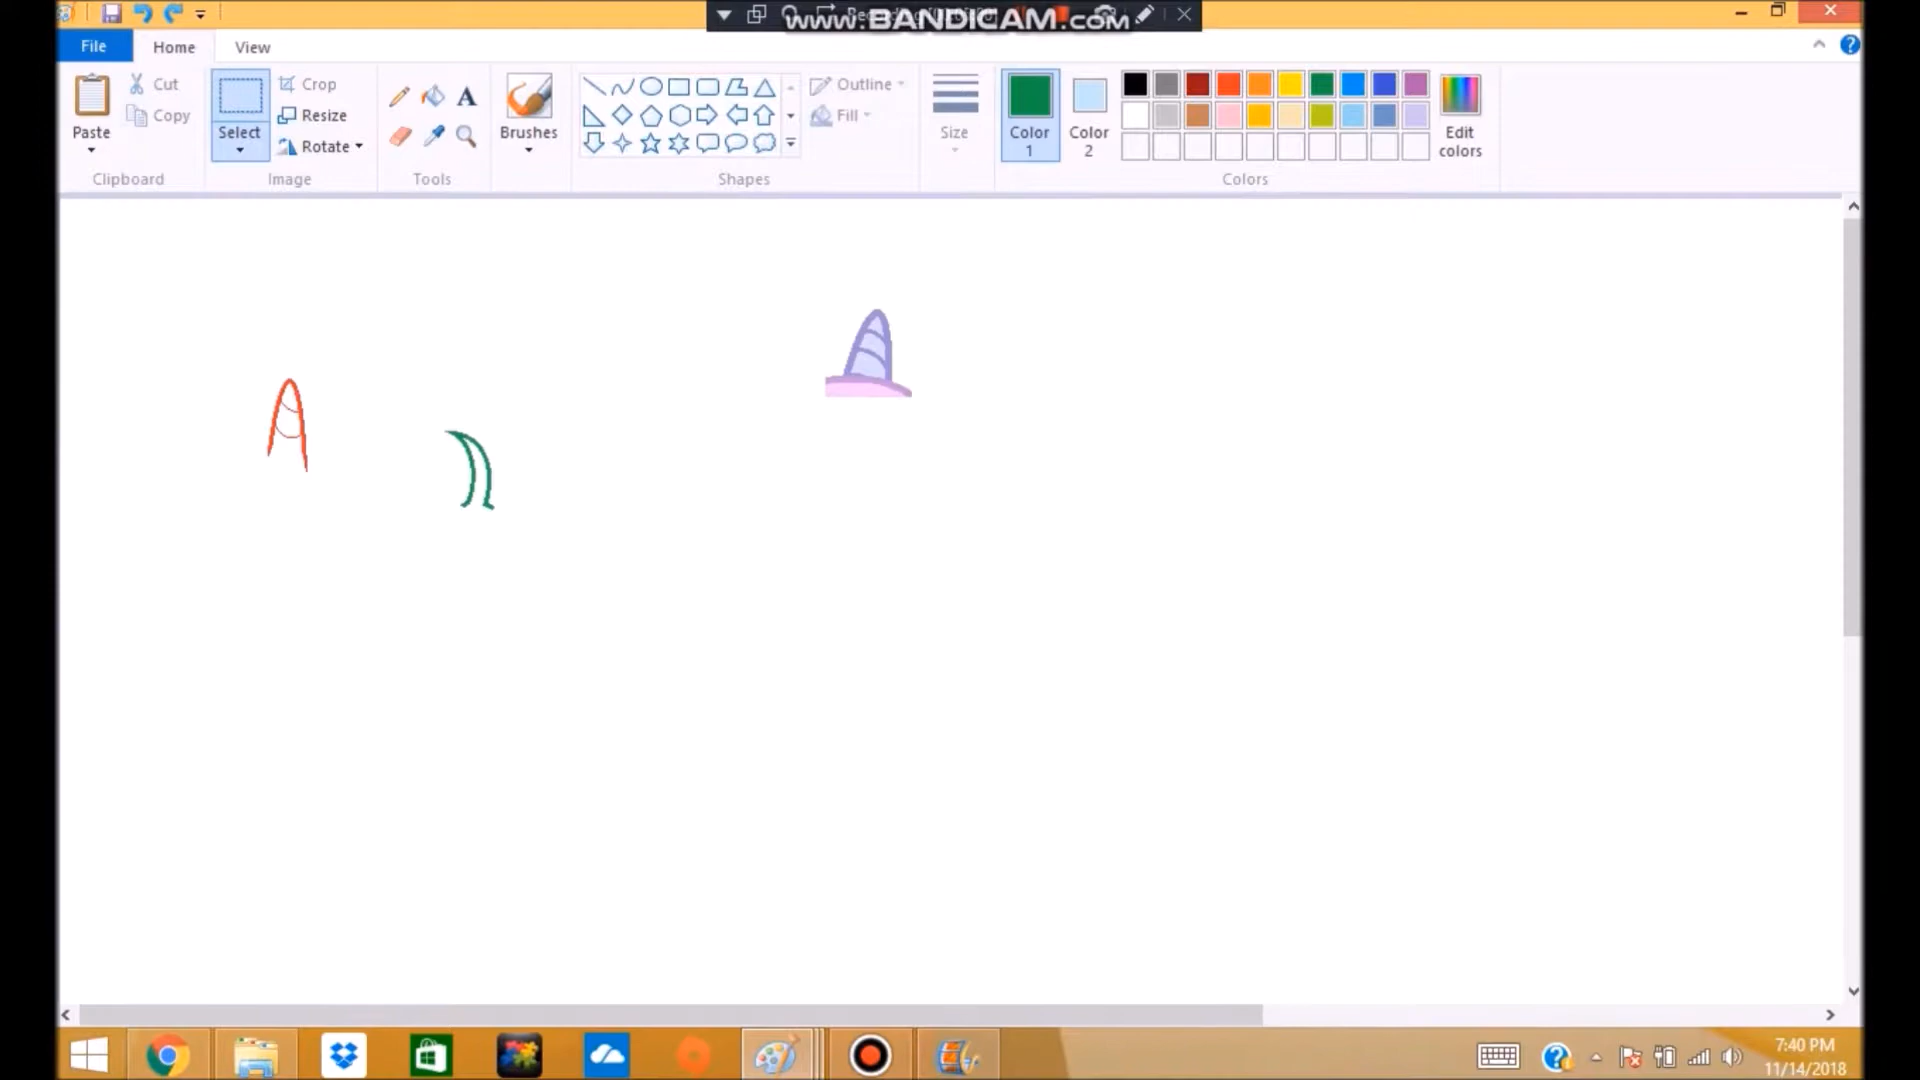 www.BANDICAM.com
File
Home
View
Cut
Copy
Paste
Clipboard
Select
Crop
Resize
Rotate
Image
A
Tools
Brushes
Outline
Fill
Shapes
Size
Color
1
Color
2
Edit
colors
Colors
7:40 PM
11/14/2018